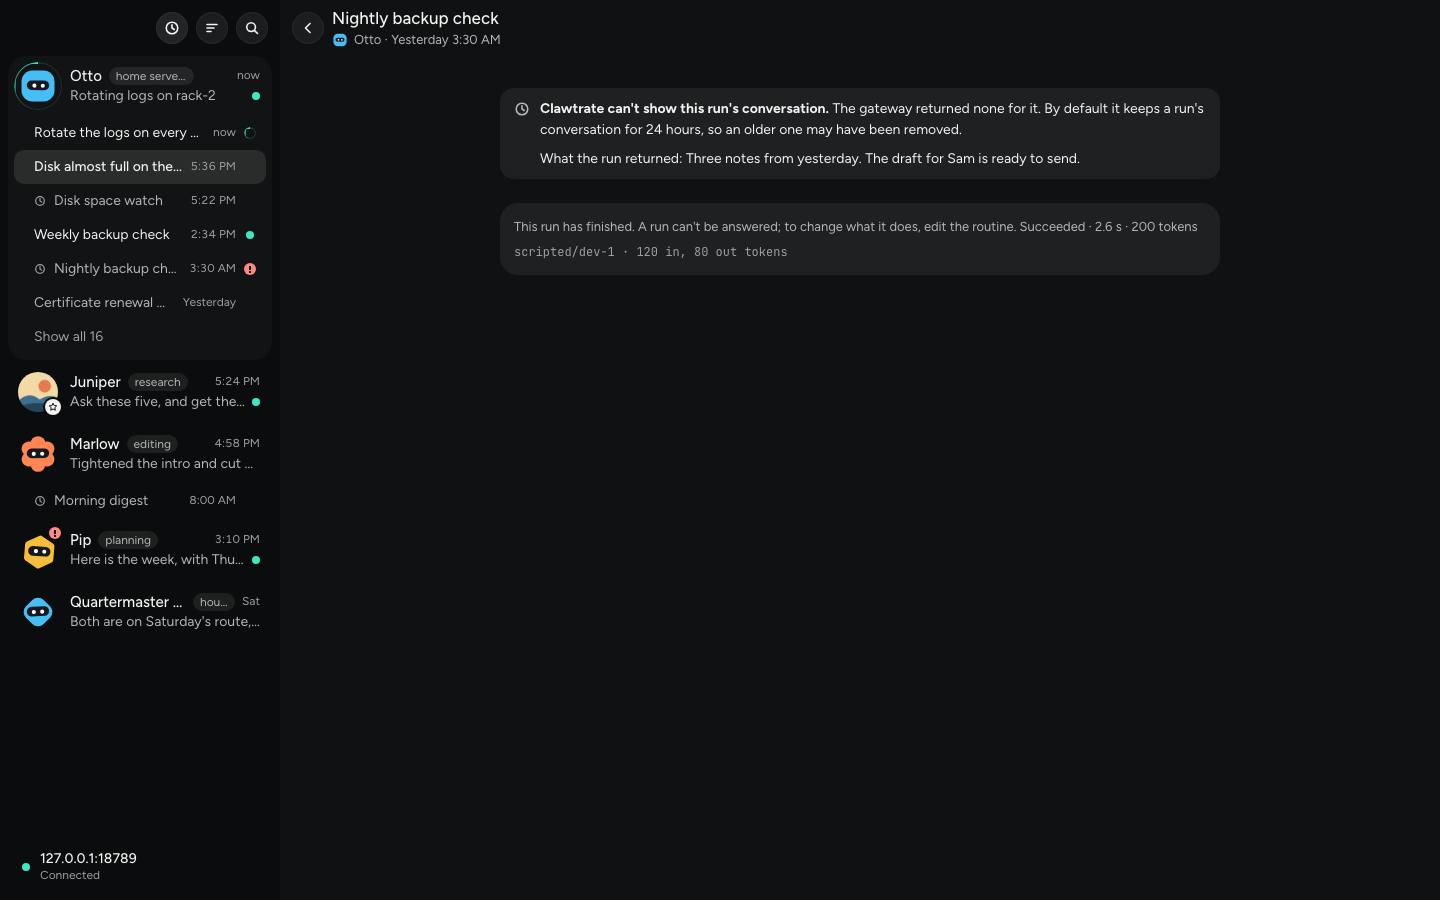 Otto home serve... now
Rotating logs on rack-2
Rotate the logs on every ... now
Disk almost full on the... 5:36 PM
Disk space watch 5:22 PM
Weekly backup check 2:34 PM
Nightly backup ch... 3:30 AM
Certificate renewal ... Yesterday
Show all 16
Juniper research 5:24 PM
Ask these five, and get the...
Marlow editing 4:58 PM
Tightened the intro and cut ...
Morning digest 8:00 AM
Pip planning 3:10 PM
Here is the week, with Thu...
Quartermaster ... hou... Sat
Both are on Saturday's route,...
127.0.0.1:18789
Connected
Nightly backup check
Otto · Yesterday 3:30 AM
Clawtrate can't show this run's conversation. The gateway returned none for it. By default it keeps a run's
conversation for 24 hours, so an older one may have been removed.
What the run returned: Three notes from yesterday. The draft for Sam is ready to send.
This run has finished. A run can't be answered; to change what it does, edit the routine. Succeeded · 2.6 s · 200 tokens
scripted/dev-1 · 120 in, 80 out tokens